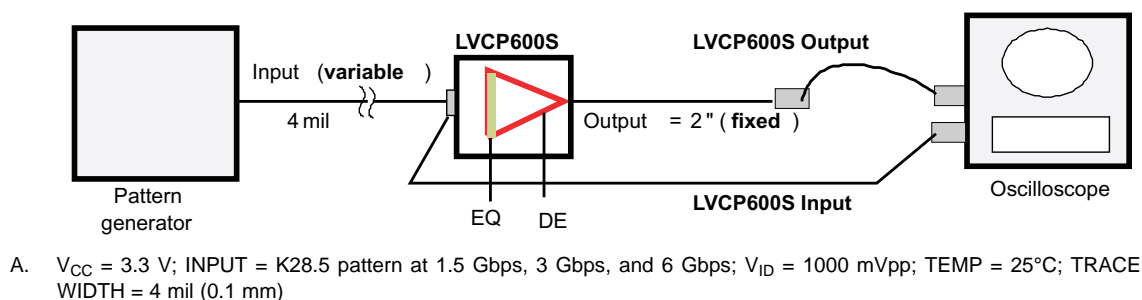 LVCP600S
LVCP600S Output
Input (variable )
4 mil
Output = 2" ( fixed )
Pattern
generator
EQ
DE
LVCP600S Input
Oscilloscope
A. VCC = 3.3 V; INPUT = K28.5 pattern at 1.5 Gbps, 3 Gbps, and 6 Gbps; VID = 1000 mVpp; TEMP = 25°C; TRACE
WIDTH = 4 mil (0.1 mm)